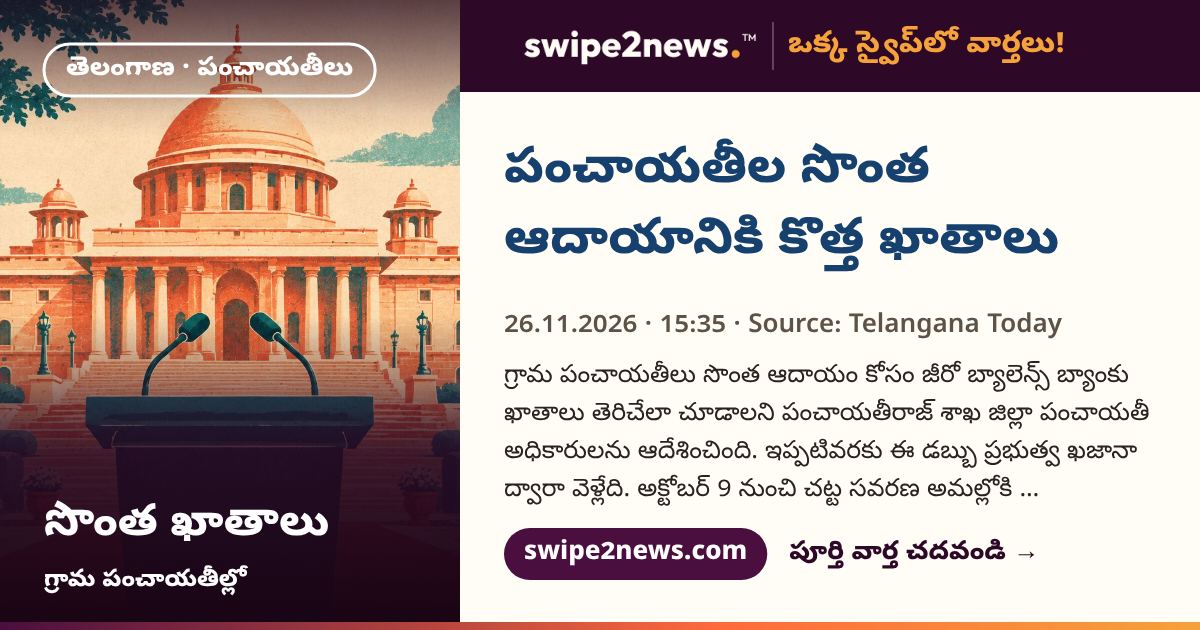 తెలంగాణ · పంచాయతీలు
swipe2news.™
ఒక్క స్వైప్‌లో వార్తలు!
పంచాయతీల సొంత
ఆదాయానికి కొత్త ఖాతాలు
26.11.2026 · 15:35 · Source: Telangana Today
గ్రామ పంచాయతీలు సొంత ఆదాయం కోసం జీరో బ్యాలెన్స్ బ్యాంకు
ఖాతాలు తెరిచేలా చూడాలని పంచాయతీరాజ్ శాఖ జిల్లా పంచాయతీ
అధికారులను ఆదేశించింది. ఇప్పటివరకు ఈ డబ్బు ప్రభుత్వ ఖజానా
ద్వారా వెళ్లేది. అక్టోబర్ 9 నుంచి చట్ట సవరణ అమల్లోకి ...
swipe2news.com
పూర్తి వార్త చదవండి →
సొంత ఖాతాలు
గ్రామ పంచాయతీల్లో